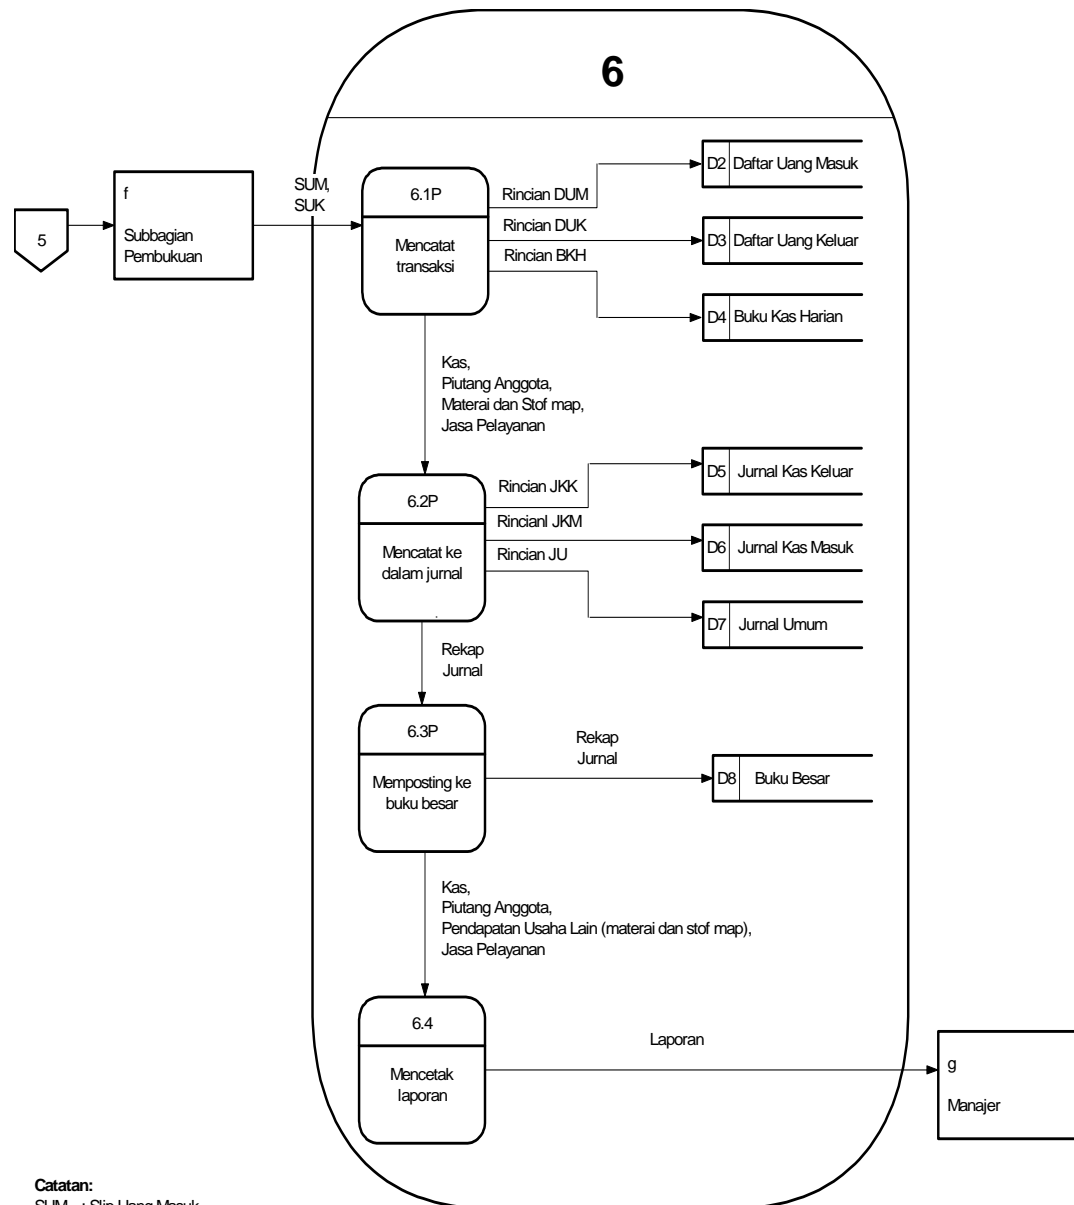 6
5
f
Subbagian
Pembukuan
SUM,
SUK
6.1P
Mencatat
transaksi
Rincian DUM
Rincian DUK
Rincian BKH
D2 Daftar Uang Masuk
D3 Daftar Uang Keluar
D4 Buku Kas Harian
Kas,
Piutang Anggota,
Materai dan Stof map,
Jasa Pelayanan
6.2P
Mencatat ke
dalam jurnal
Rincian JKK
Rincianl JKM
Rincian JU
D5 Jurnal Kas Keluar
D6 Jurnal Kas Masuk
D7 Jurnal Umum
Rekap
Jurnal
6.3P
Memposting ke
buku besar
Rekap
Jurnal
D8 Buku Besar
Kas,
Piutang Anggota,
Pendapatan Usaha Lain (materai dan stof map),
Jasa Pelayanan
6.4
Mencetak
laporan
Laporan
g
Manajer
Catatan:
SUM : Slip Uang Masuk